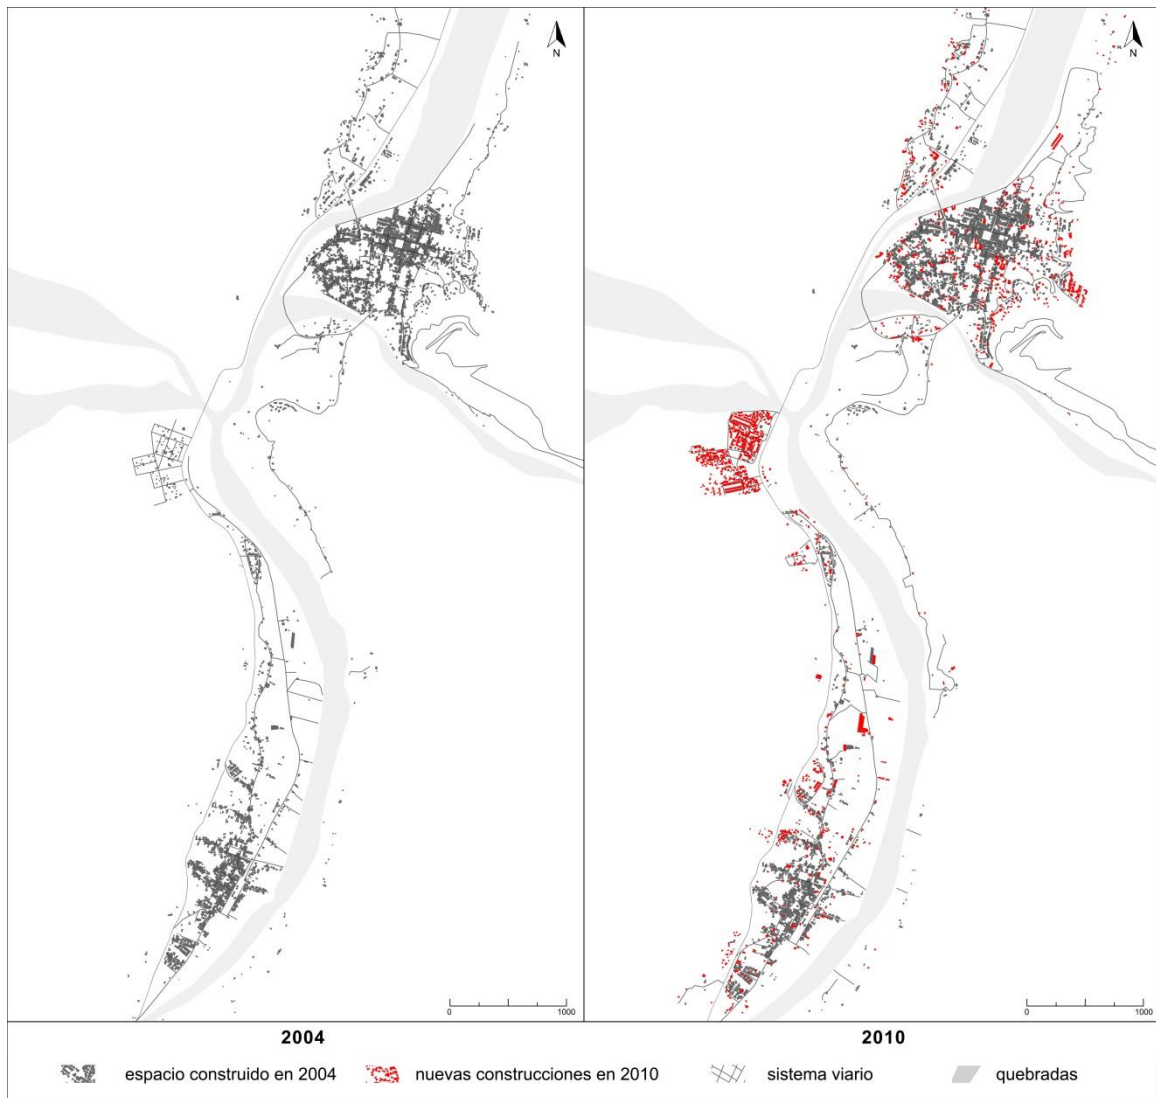 N
N
0 1000
0 1000
2004
2010
espacio construido en 2004
nuevas construcciones en 2010
sistema viario
quebradas